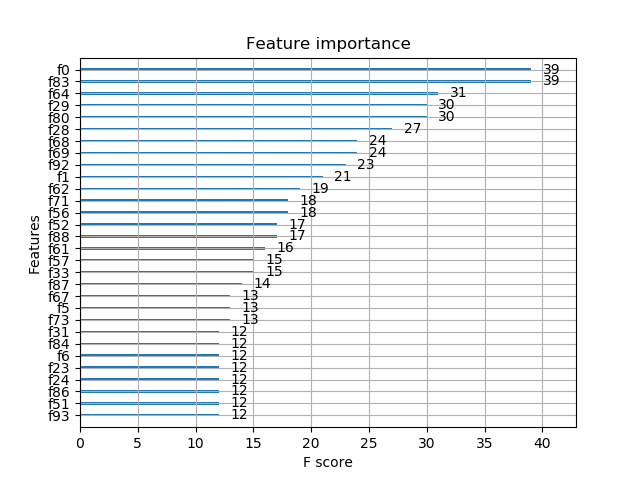 Feature importance
f0 39
f83 39
f64 31
f29 30
f80 30
f28 27
f68 24
f69 24
f92 23
f1 21
f62 19
f71 18
f56 18
f52 17
f88 17
f61 16
f57 15
f33 15
f87 14
f67 13
f5 13
f73 13
f31 12
f84 12
f6 12
f23 12
f24 12
f86 12
f51 12
f93 12
Features
0 5 10 15 20 25 30 35 40
F score